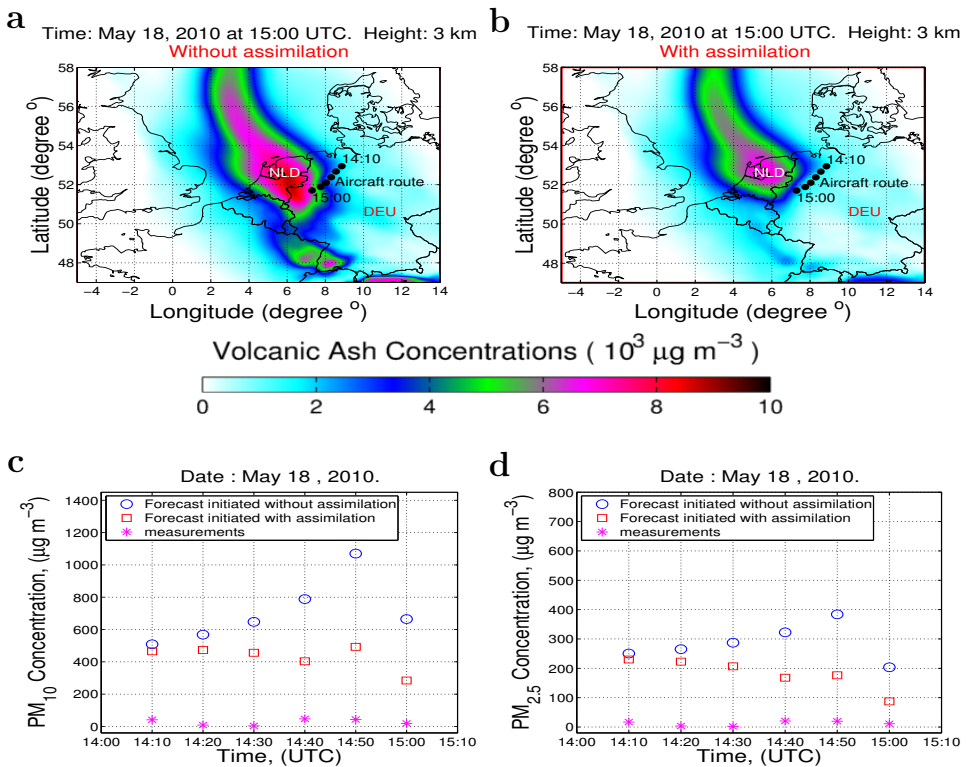 a
Time: May 18, 2010 at 15:00 UTC. Height: 3 km
Without assimilation
58
56
54
52
50
48
Latitude (degree °)
NLD
14:10
Aircraft route
15:00
DEU
−4 −2 0 2 4 6 8 10 12 14
Longitude (degree °)
b
Time: May 18, 2010 at 15:00 UTC. Height: 3 km
With assimilation
58
56
54
52
50
48
Latitude (degree °)
NLD
14:10
Aircraft route
15:00
DEU
−4 −2 0 2 4 6 8 10 12 14
Longitude (degree °)
Volcanic Ash Concentrations ( 10³ μg m⁻³ )
0 2 4 6 8 10
c
Date : May 18 , 2010.
1400
1200
1000
800
600
400
200
0
PM₁₀ Concentration, (μg m⁻³)
Forecast initiated without assimilation
Forecast initiated with assimilation
measurements
14:00 14:10 14:20 14:30 14:40 14:50 15:00 15:10
Time, (UTC)
d
Date : May 18 , 2010.
800
700
600
500
400
300
200
100
0
PM₂.₅ Concentration, (μg m⁻³)
Forecast initiated without assimilation
Forecast initiated with assimilation
measurements
14:00 14:10 14:20 14:30 14:40 14:50 15:00 15:10
Time, (UTC)